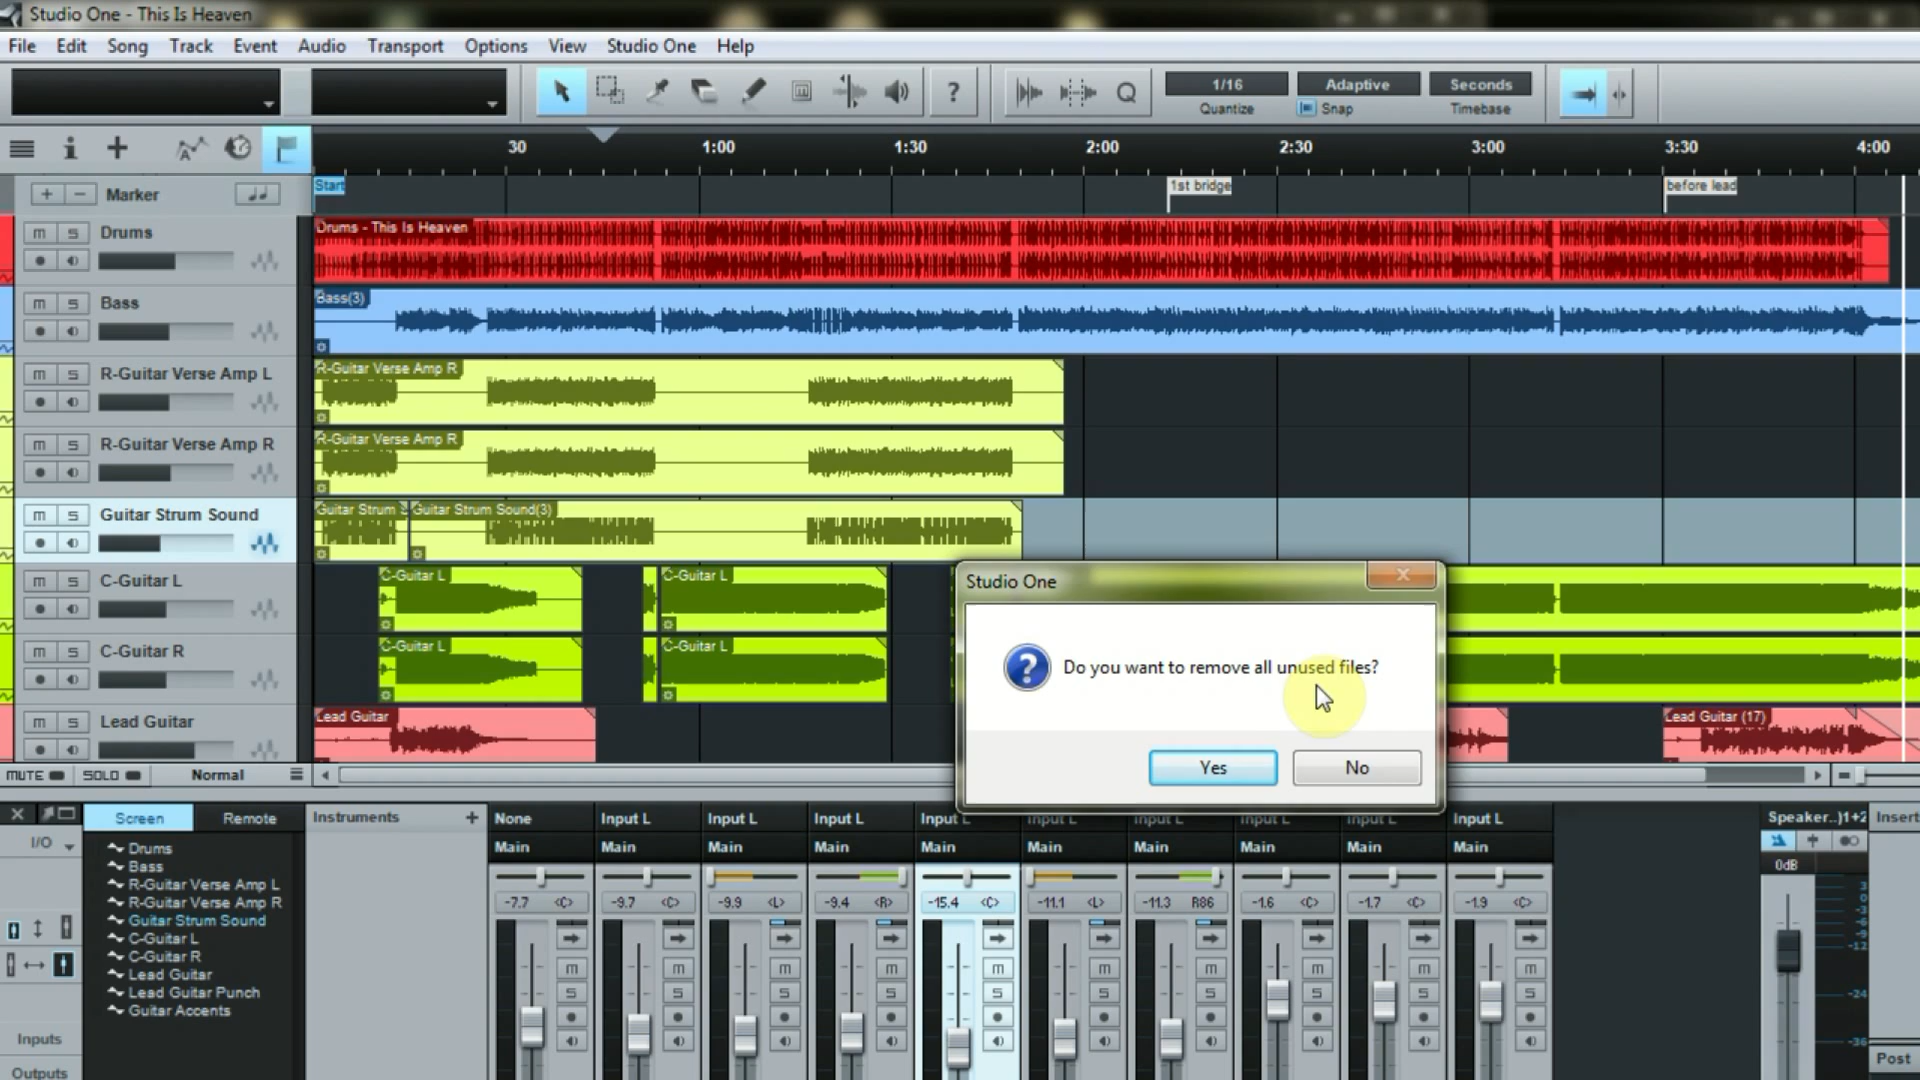 Studio One - This Is Heaven
File Edit Song Track Event Audio Transport Options View Studio One Help
1/16 Adaptive Seconds
Quantize Snap Timebase
30 1:00 1:30 2:00 2:30 3:00 3:30 4:00
Marker
Start 1st bridge before lead
M S Drums
Drums - This Is Heaven
M S Bass
Bass(3)
M S R-Guitar Verse Amp L
R-Guitar Verse Amp R
M S R-Guitar Verse Amp R
R-Guitar Verse Amp R
M S Guitar Strum Sound
Guitar Strum Guitar Strum Sound(3)
M S C-Guitar L
C-Guitar L C-Guitar L
M S C-Guitar R
C-Guitar L C-Guitar L
M S Lead Guitar
Lead Guitar Lead Guitar (17)
Studio One
Do you want to remove all unused files?
Yes No
MUTE SOLO Normal
Screen Remote Instruments + None Input L Input L Input L Input L Input L Input L Input L Input L Input L Speaker..)1+2 Insert
I/O Main Main Main Main Main Main Main Main Main Main
Drums
Bass
R-Guitar Verse Amp L
R-Guitar Verse Amp R
Guitar Strum Sound
C-Guitar L
C-Guitar R
Lead Guitar
Lead Guitar Punch
Guitar Accents
0dB
-7.7 <C> -9.7 <C> -9.9 <L> -9.4 <R> -15.4 <C> -11.1 <L> -11.3 R86 -1.6 <C> -1.7 <C> -1.9 <C>
M M M M M M M M M M
S S S S S S S S S S
-12
-24
-36
Inputs
Outputs
Post